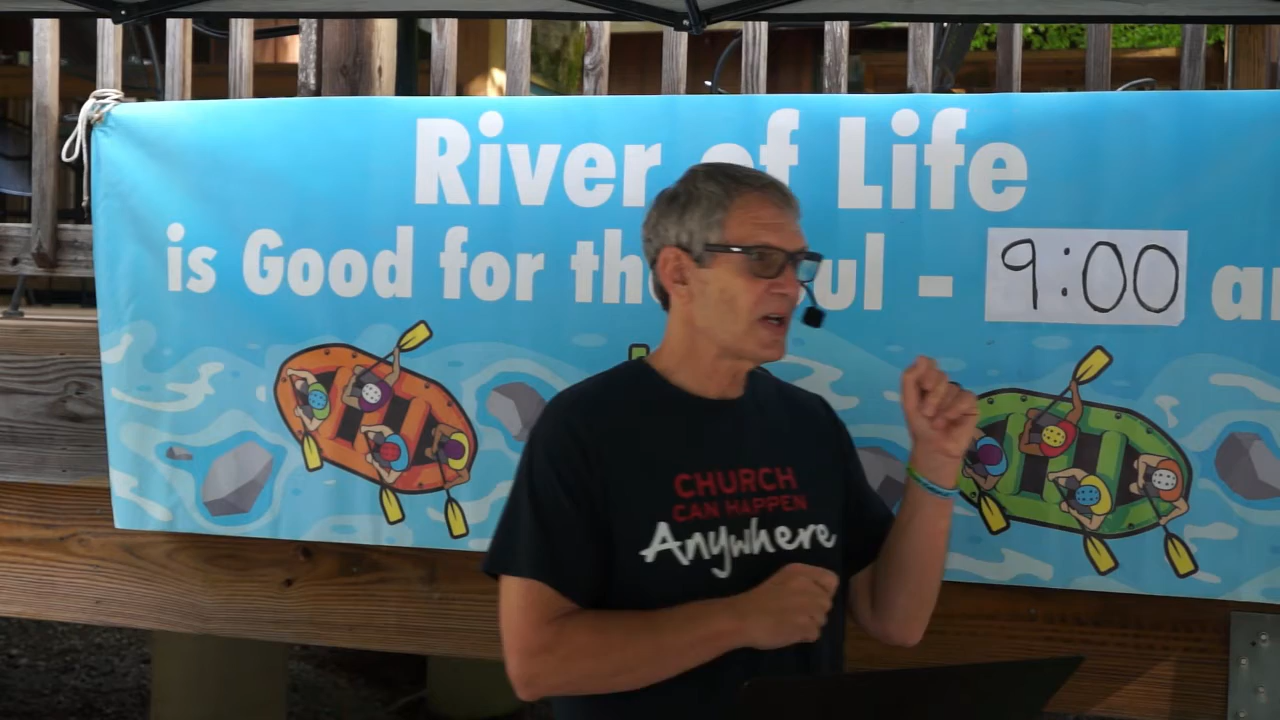 River of Life
is Good for the ul - 9:00 a
CHURCH
CAN HAPPEN
Anywhere